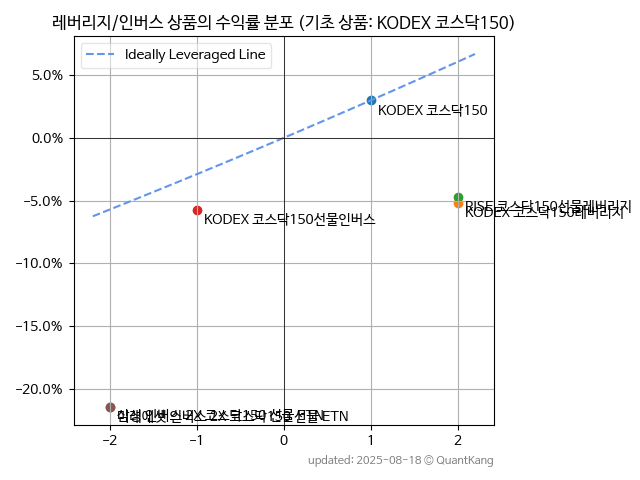 레버리지/인버스 상품의 수익률 분포 (기초 상품: KODEX 코스닥150)
Ideally Leveraged Line
5.0%
KODEX 코스닥150
0.0%
−5.0%
RISE 코스닥150선물레버리지
KODEX 코스닥150레버리지
KODEX 코스닥150선물인버스
−10.0%
−15.0%
−20.0%
ETN
−2
−1
0
1
2
updated: 2025-08-18 © QuantKang